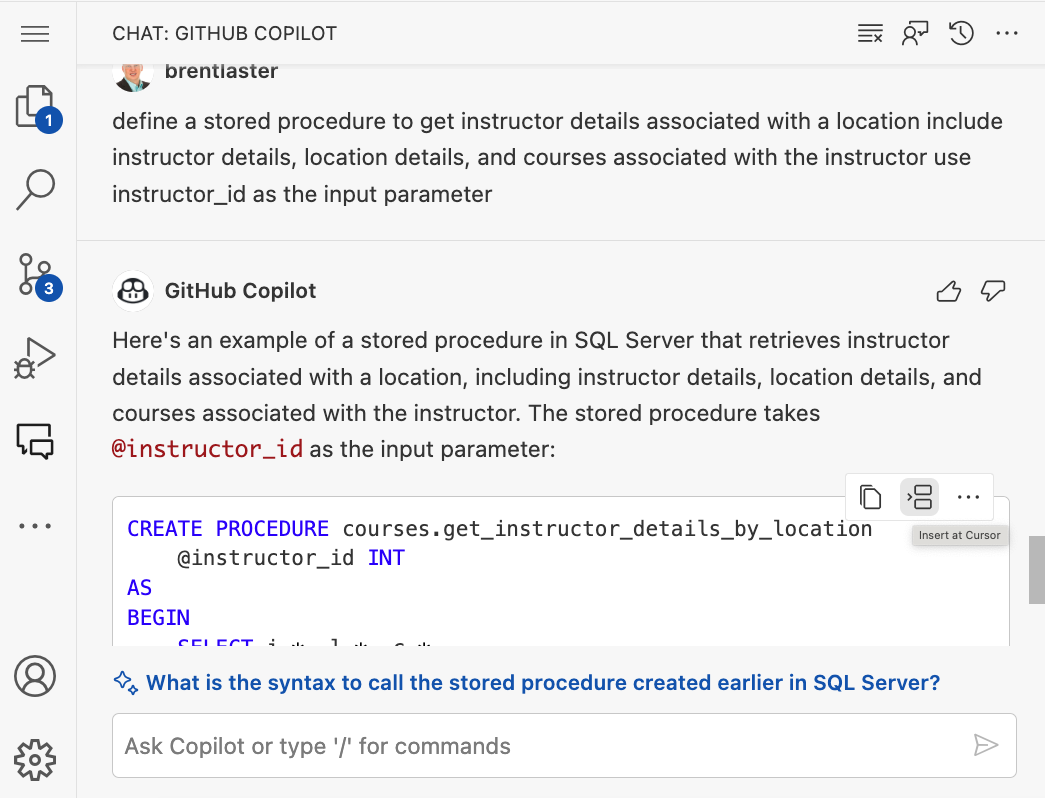 CHAT: GITHUB COPILOT
brentlaster
1
define a stored procedure to get instructor details associated with a location include
instructor details, location details, and courses associated with the instructor use
instructor_id as the input parameter
3
GitHub Copilot
Here's an example of a stored procedure in SQL Server that retrieves instructor
details associated with a location, including instructor details, location details, and
courses associated with the instructor. The stored procedure takes
@instructor_id as the input parameter:
CREATE PROCEDURE courses.get_instructor_details_by_location
Insert at Cursor
@instructor_id INT
AS
BEGIN
SELECT i.*, l.*, c.*
What is the syntax to call the stored procedure created earlier in SQL Server?
Ask Copilot or type '/' for commands